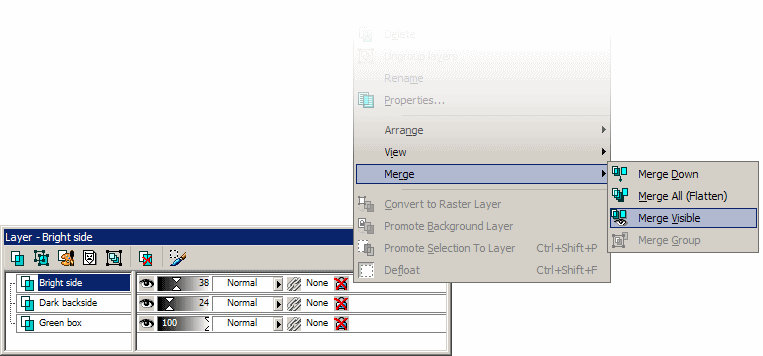 Delete
Ungroup layers
Rename
Properties...
Arrange
View
Merge
Merge Down
Merge All (Flatten)
Merge Visible
Merge Group
Convert to Raster Layer
Promote Background Layer
Promote Selection To Layer Ctrl+Shift+P
Defloat Ctrl+Shift+F
Layer - Bright side
Bright side 38 Normal None
Dark backside 24 Normal None
Green box 100 Normal None